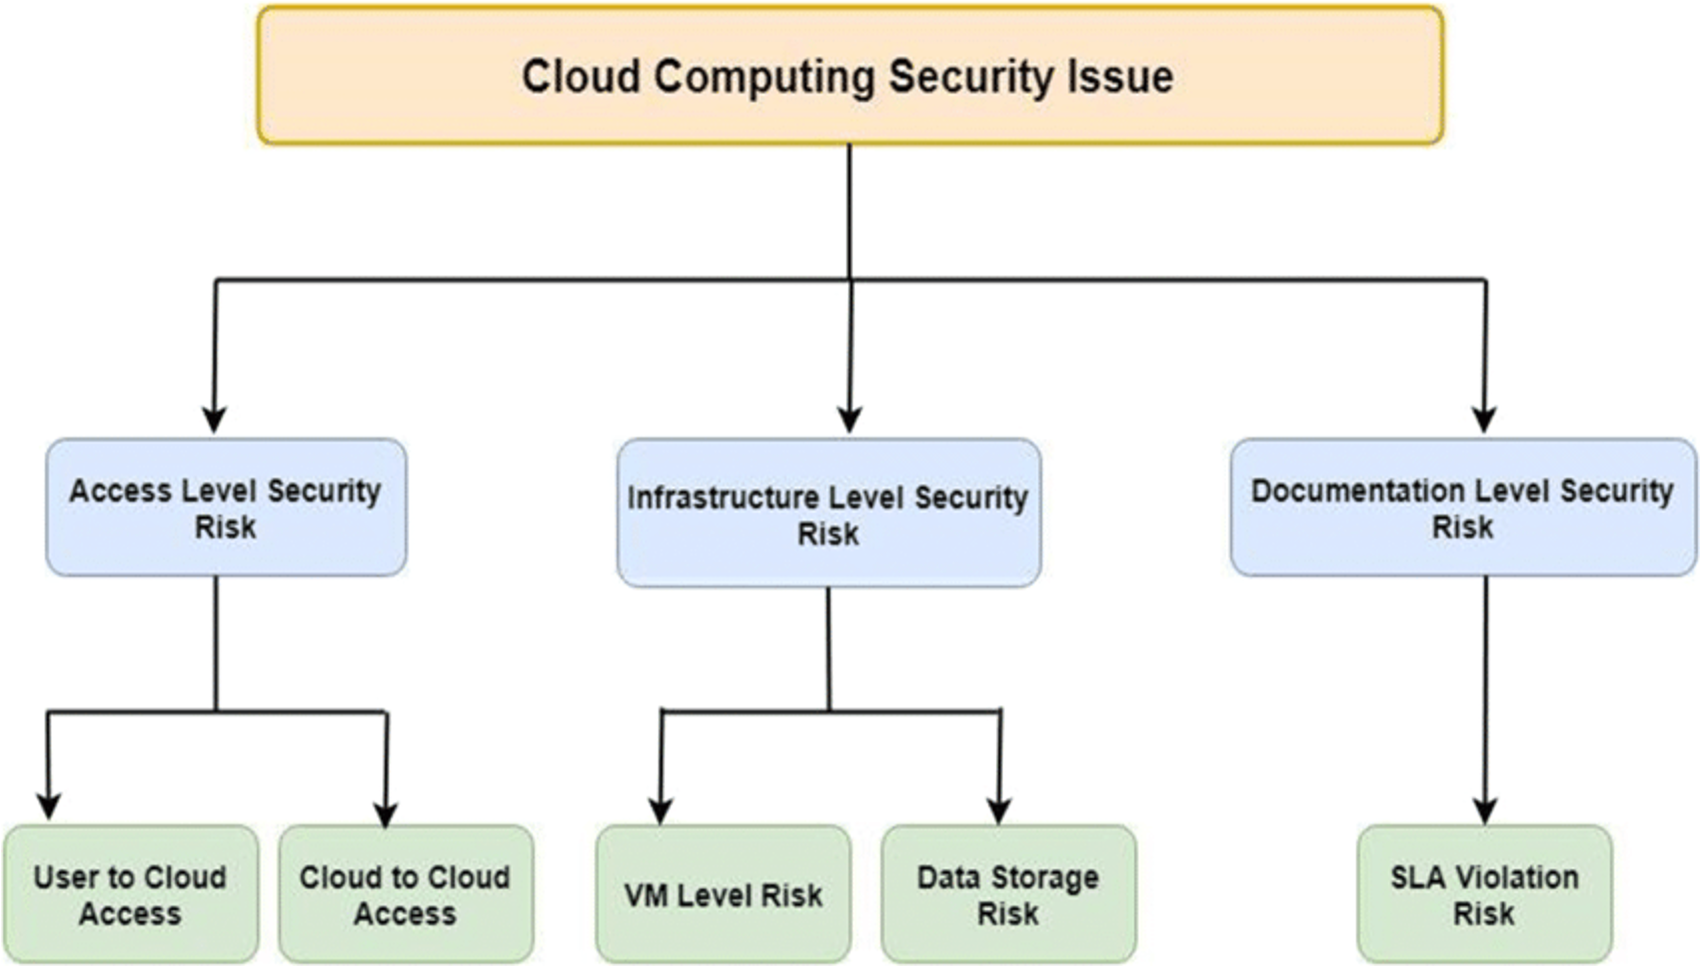 Cloud Computing Security Issue
Access Level Security
Risk
Infrastructure Level Security
Risk
Documentation Level Security
Risk
User to Cloud
Access
Cloud to Cloud
Access
VM Level Risk
Data Storage
Risk
SLA Violation
Risk